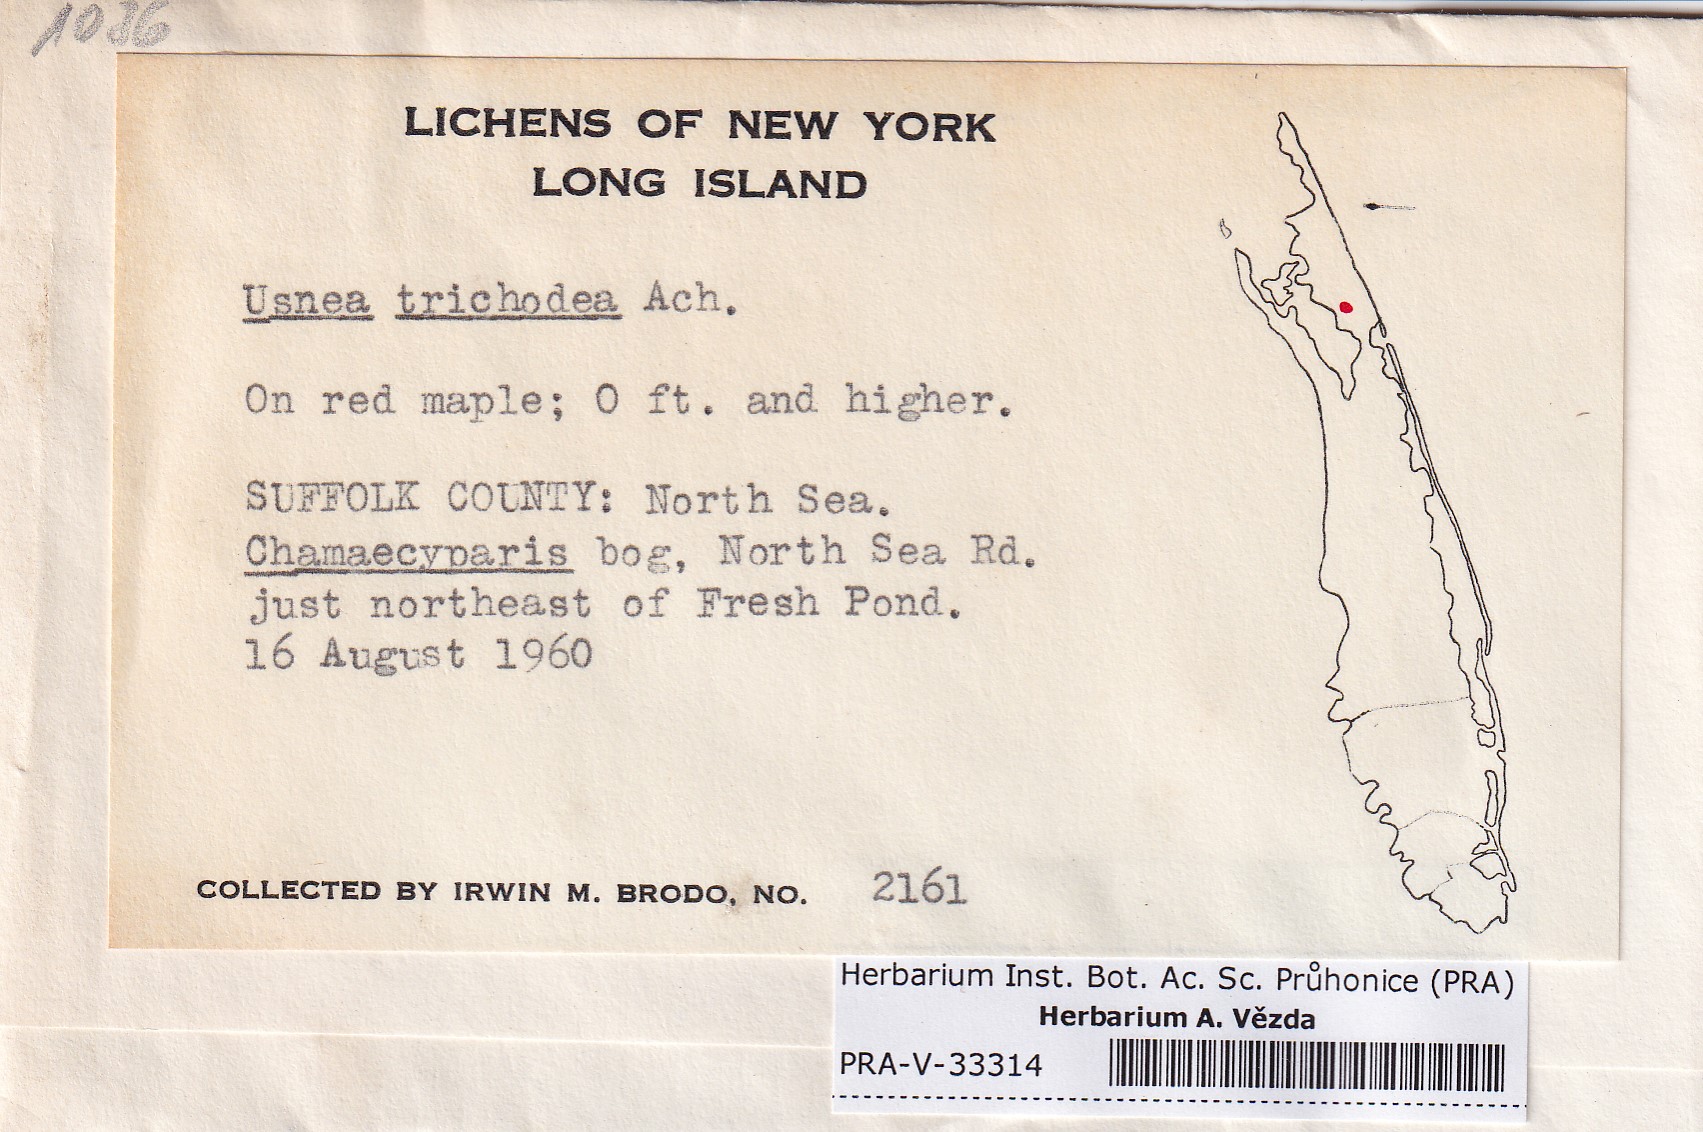 1036
LICHENS OF NEW YORK
LONG ISLAND
Usnea trichodea Ach.
On red maple; 0 ft. and higher.
SUFFOLK COUNTY: North Sea.
Chamaecyparis bog, North Sea Rd.
just northeast of Fresh Pond.
16 August 1960
COLLECTED BY IRWIN M. BRODO, NO. 2161
Herbarium Inst. Bot. Ac. Sc. Průhonice (PRA)
Herbarium A. Vězda
PRA-V-33314